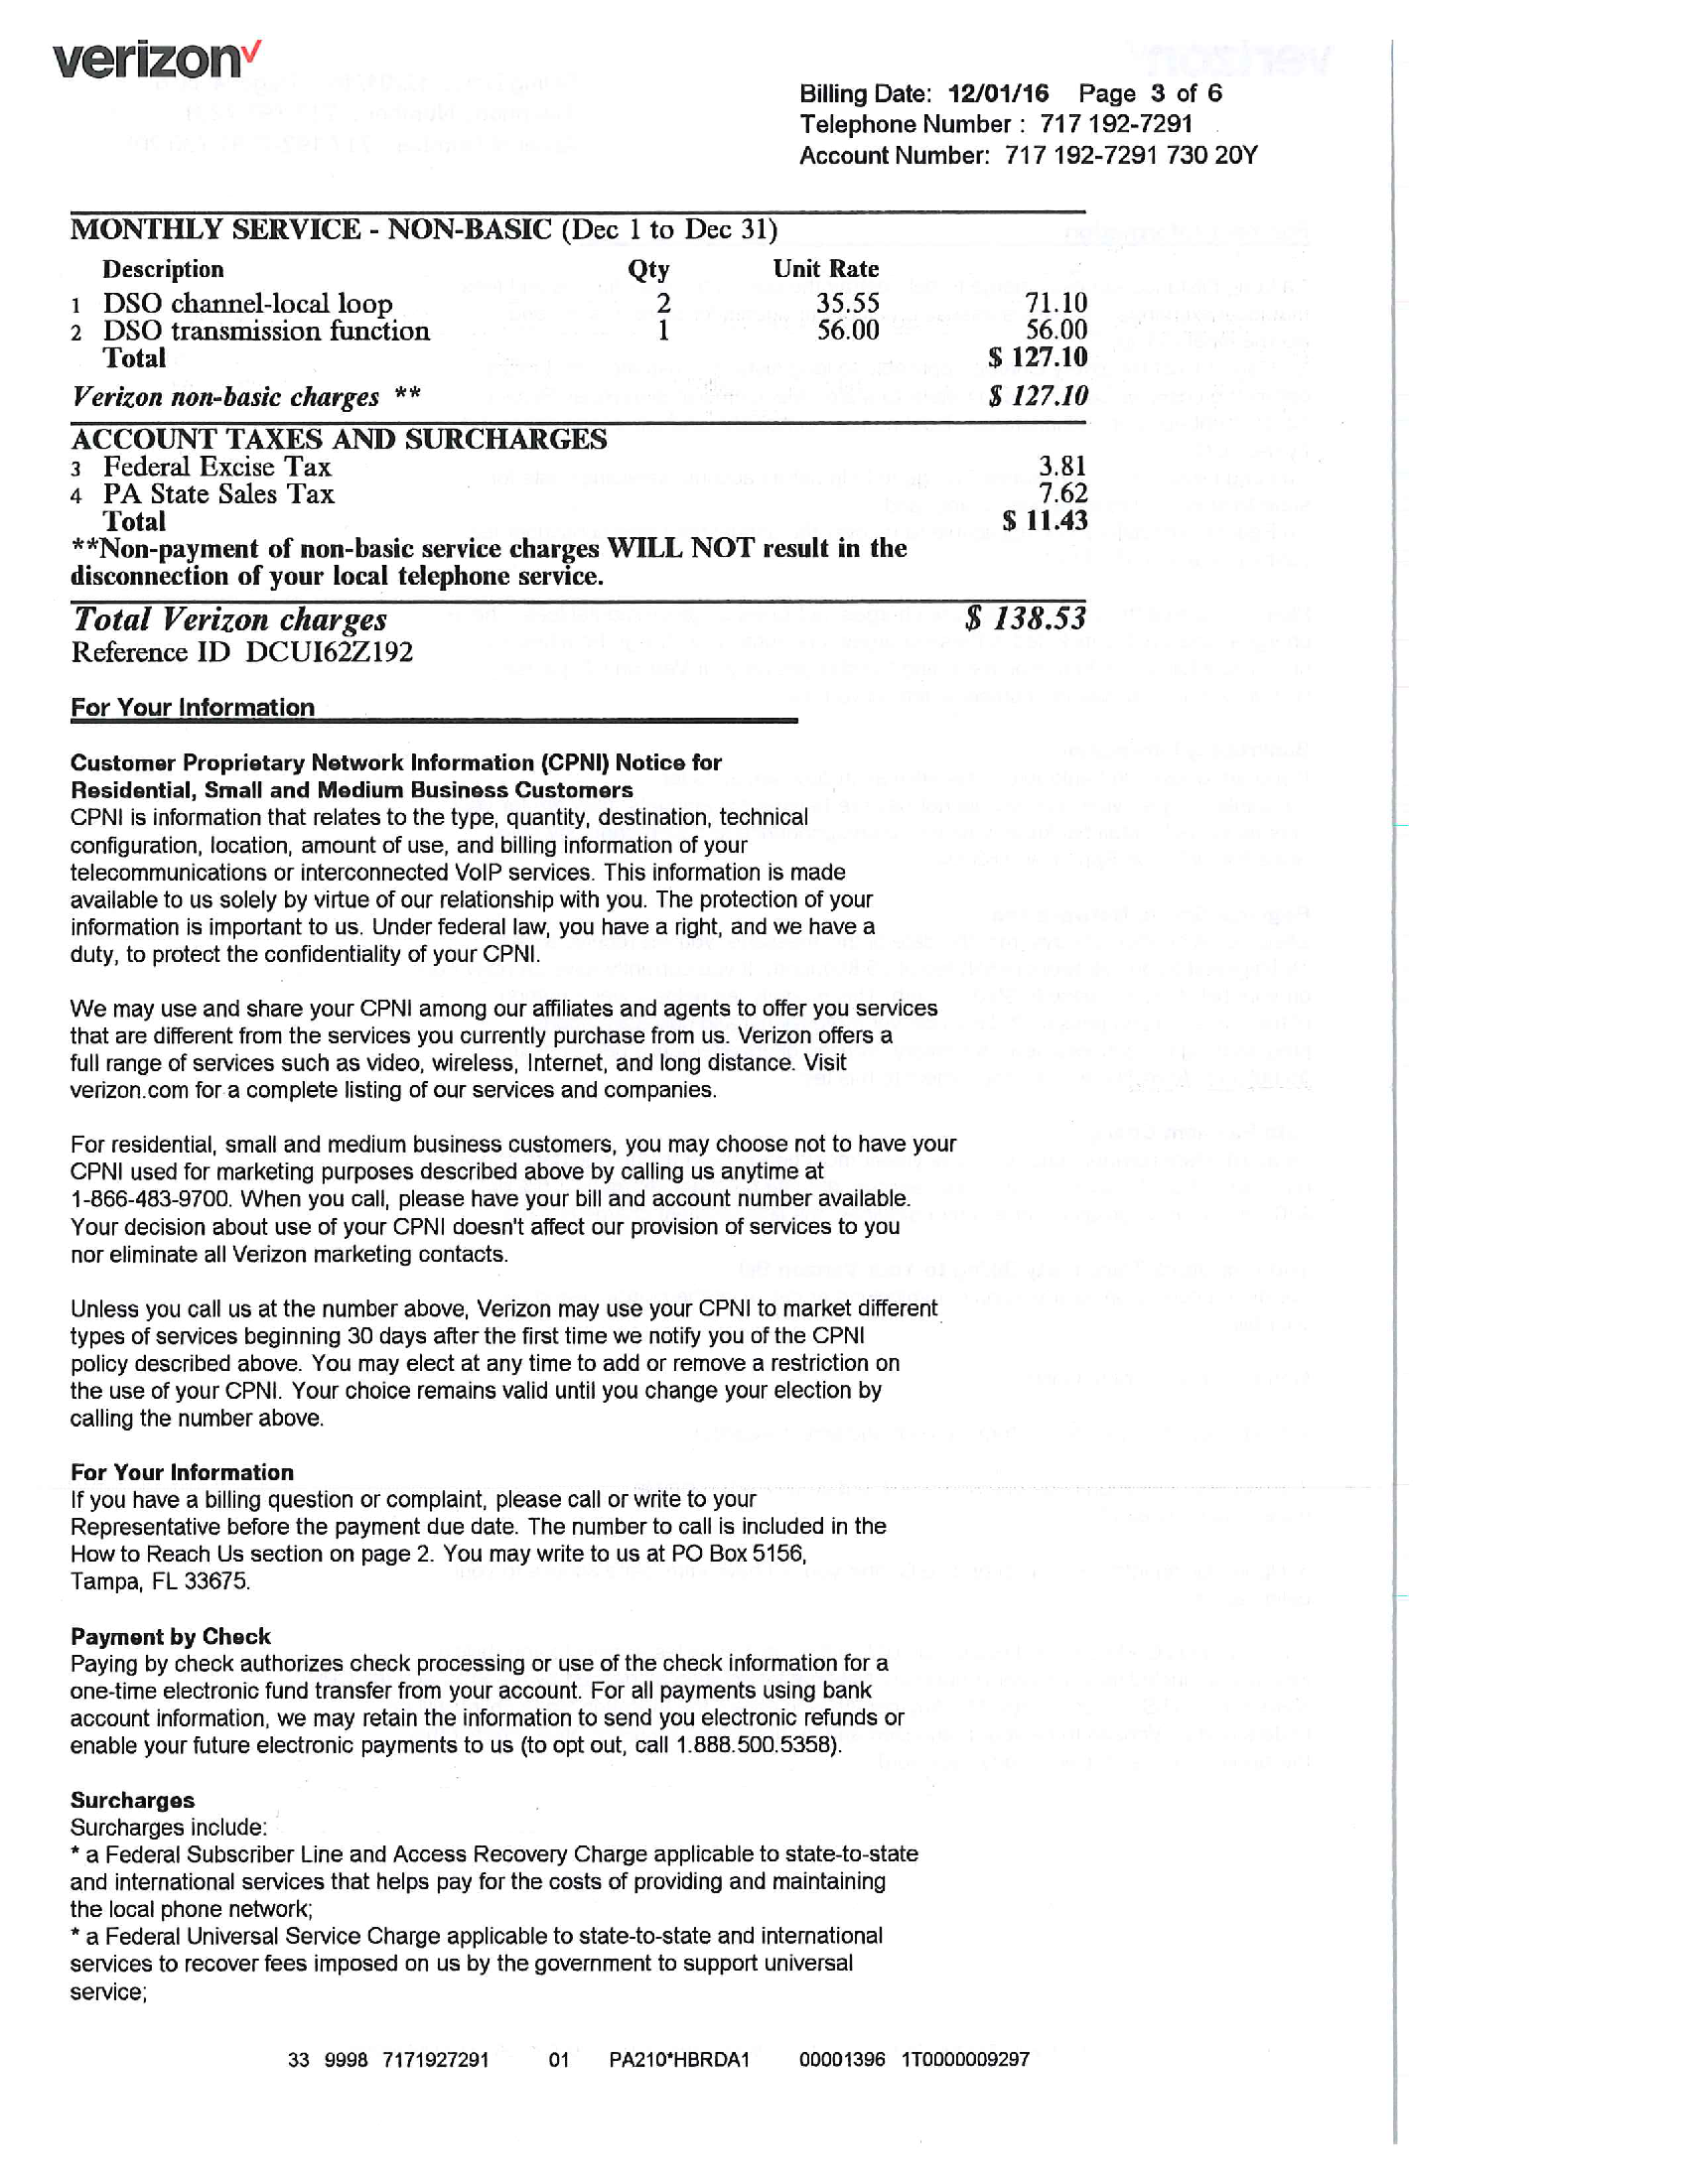 verizon
Billing Date: 12/01/16 Page 3 of 6
Telephone Number : 717 192-7291
Account Number: 717 192-7291 730 20Y
MONTHLY SERVICE - NON-BASIC (Dec 1 to Dec 31)
Description Qty Unit Rate
1 DSO channel-local loop 2 35.55 71.10
2 DSO transmission function 1 56.00 56.00
Total $ 127.10
Verizon non-basic charges ** $ 127.10
ACCOUNT TAXES AND SURCHARGES
3 Federal Excise Tax 3.81
4 PA State Sales Tax 7.62
Total $ 11.43
**Non-payment of non-basic service charges WILL NOT result in the
disconnection of your local telephone service.
Total Verizon charges $ 138.53
Reference ID DCUI62Z192
For Your Information
Customer Proprietary Network Information (CPNI) Notice for
Residential, Small and Medium Business Customers
CPNI is information that relates to the type, quantity, destination, technical
configuration, location, amount of use, and billing information of your
telecommunications or interconnected VoIP services. This information is made
available to us solely by virtue of our relationship with you. The protection of your
information is important to us. Under federal law, you have a right, and we have a
duty, to protect the confidentiality of your CPNI.
We may use and share your CPNI among our affiliates and agents to offer you services
that are different from the services you currently purchase from us. Verizon offers a
full range of services such as video, wireless, Internet, and long distance. Visit
verizon.com for a complete listing of our services and companies.
For residential, small and medium business customers, you may choose not to have your
CPNI used for marketing purposes described above by calling us anytime at
1-866-483-9700. When you call, please have your bill and account number available.
Your decision about use of your CPNI doesn't affect our provision of services to you
nor eliminate all Verizon marketing contacts.
Unless you call us at the number above, Verizon may use your CPNI to market different
types of services beginning 30 days after the first time we notify you of the CPNI
policy described above. You may elect at any time to add or remove a restriction on
the use of your CPNI. Your choice remains valid until you change your election by
calling the number above.
For Your Information
If you have a billing question or complaint, please call or write to your
Representative before the payment due date. The number to call is included in the
How to Reach Us section on page 2. You may write to us at PO Box 5156,
Tampa, FL 33675.
Payment by Check
Paying by check authorizes check processing or use of the check information for a
one-time electronic fund transfer from your account. For all payments using bank
account information, we may retain the information to send you electronic refunds or
enable your future electronic payments to us (to opt out, call 1.888.500.5358).
Surcharges
Surcharges include:
* a Federal Subscriber Line and Access Recovery Charge applicable to state-to-state
and international services that helps pay for the costs of providing and maintaining
the local phone network;
* a Federal Universal Service Charge applicable to state-to-state and international
services to recover fees imposed on us by the government to support universal
service;
33 9998 7171927291 01 PA210*HBRDA1 00001396 1T0000009297